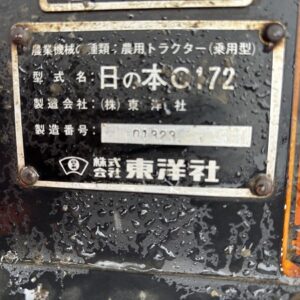 農業機械の種類：農用トラクター（乗用型）
型式名：日の本C172
製造会社：（株）東洋社
製造番号：01929
株式会社 東洋社